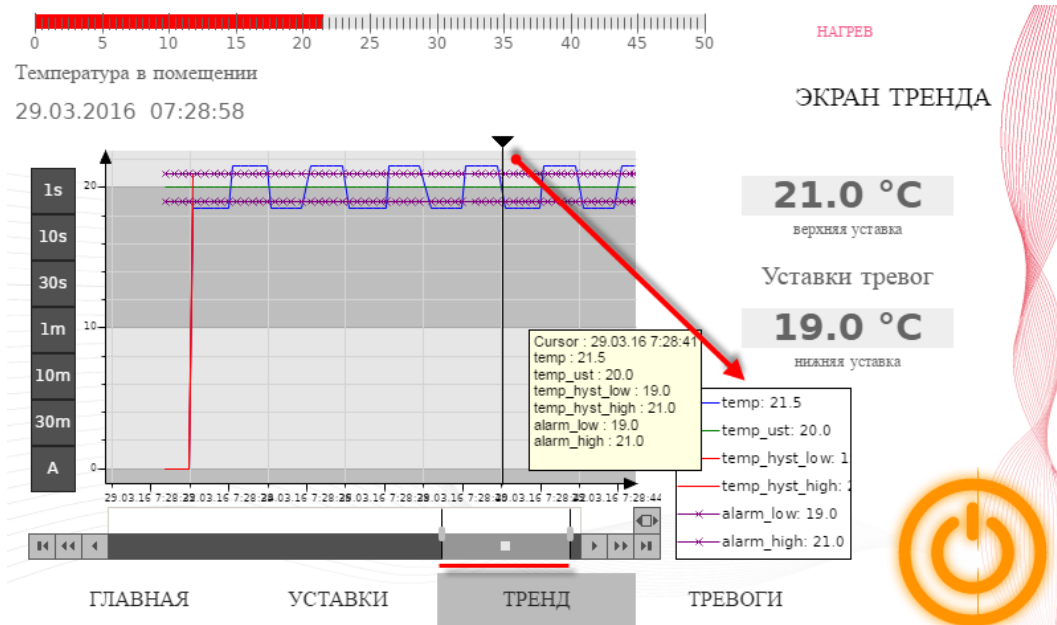 0 5 10 15 20 25 30 35 40 45 50
НАГРЕВ
Температура в помещении
ЭКРАН ТРЕНДА
29.03.2016 07:28:58
1s
10s
30s
1m
10m
30m
A
20
10
0
21.0 °C
верхняя уставка
Уставки тревог
19.0 °C
нижняя уставка
Cursor : 29.03.16 7:28:41
temp : 21.5
temp_ust : 20.0
temp_hyst_low : 19.0
temp_hyst_high : 21.0
alarm_low : 19.0
alarm_high : 21.0
temp: 21.5
temp_ust: 20.0
temp_hyst_low: 1
temp_hyst_high:
alarm_low: 19.0
alarm_high: 21.0
ГЛАВНАЯ УСТАВКИ ТРЕНД ТРЕВОГИ